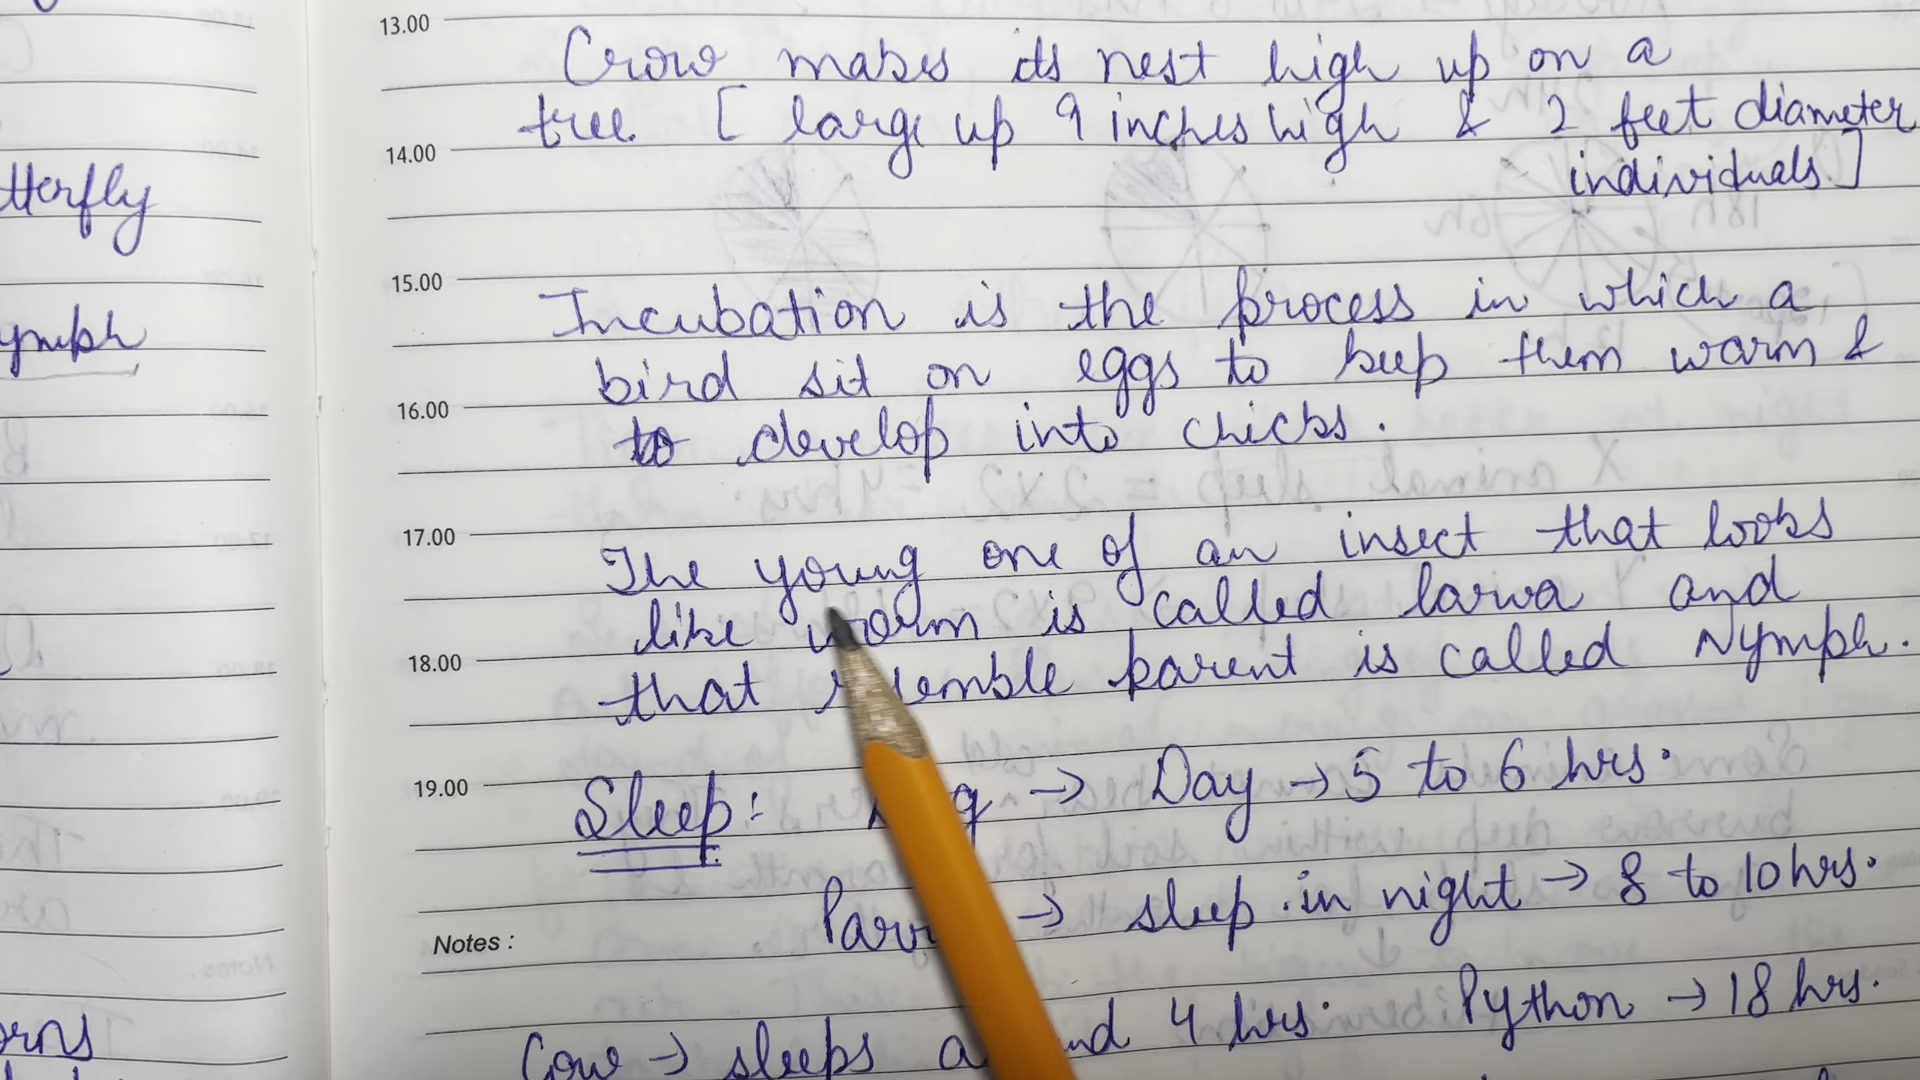 13.00
Crow makes its nest high up on a
tree [ large up 9 inches high & 2 feet diameter
14.00
individuals ]
tterfly
15.00
Incubation is the process in which a
ymph
bird sit on eggs to keep them warm &
16.00
to develop into chicks.
17.00
The young one of an insect that looks
like worm is called larwa and
18.00
that resemble parent is called Nymph.
19.00
Sleep: → Day → 5 to 6 hrs.
→ sleep in night → 8 to 10 hrs.
Notes :
orns
Cow → sleeps 4 hrs. Python → 18 hrs.